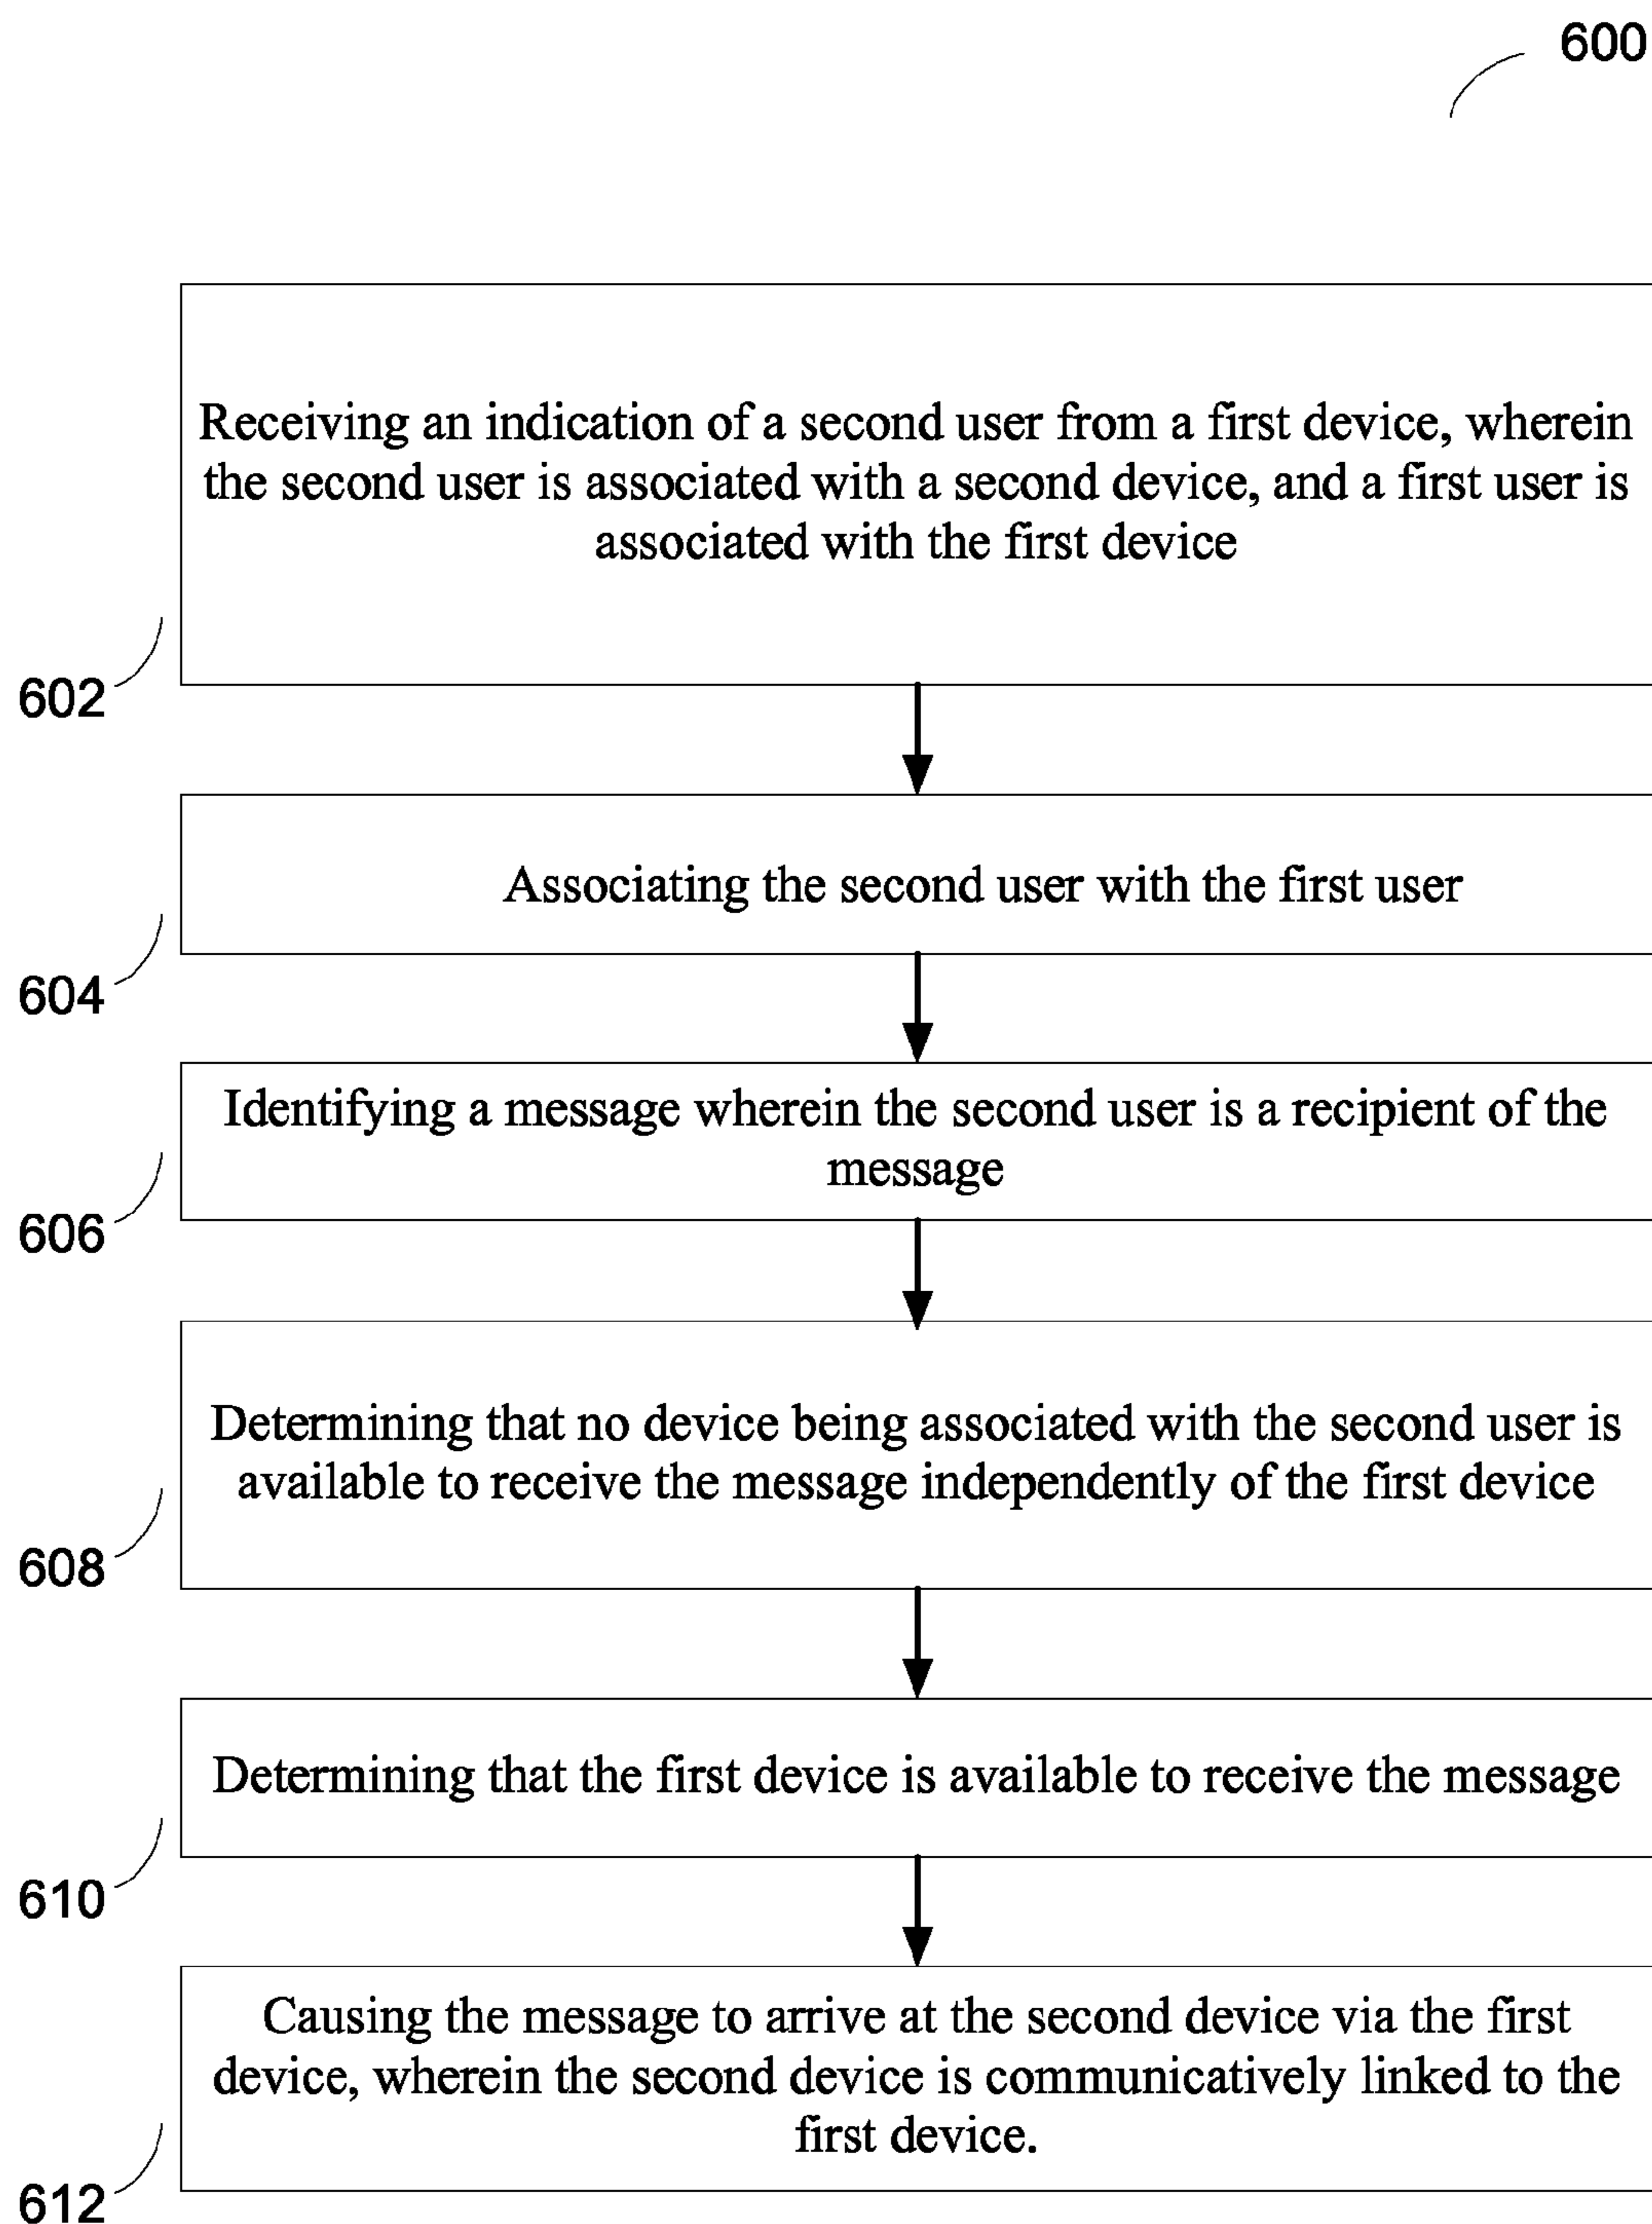 600
Receiving an indication of a second user from a first device, wherein
the second user is associated with a second device, and a first user is
associated with the first device
602
Associating the second user with the first user
604
Identifying a message wherein the second user is a recipient of the
message
606
Determining that no device being associated with the second user is
available to receive the message independently of the first device
608
Determining that the first device is available to receive the message
610
Causing the message to arrive at the second device via the first
device, wherein the second device is communicatively linked to the
first device.
612